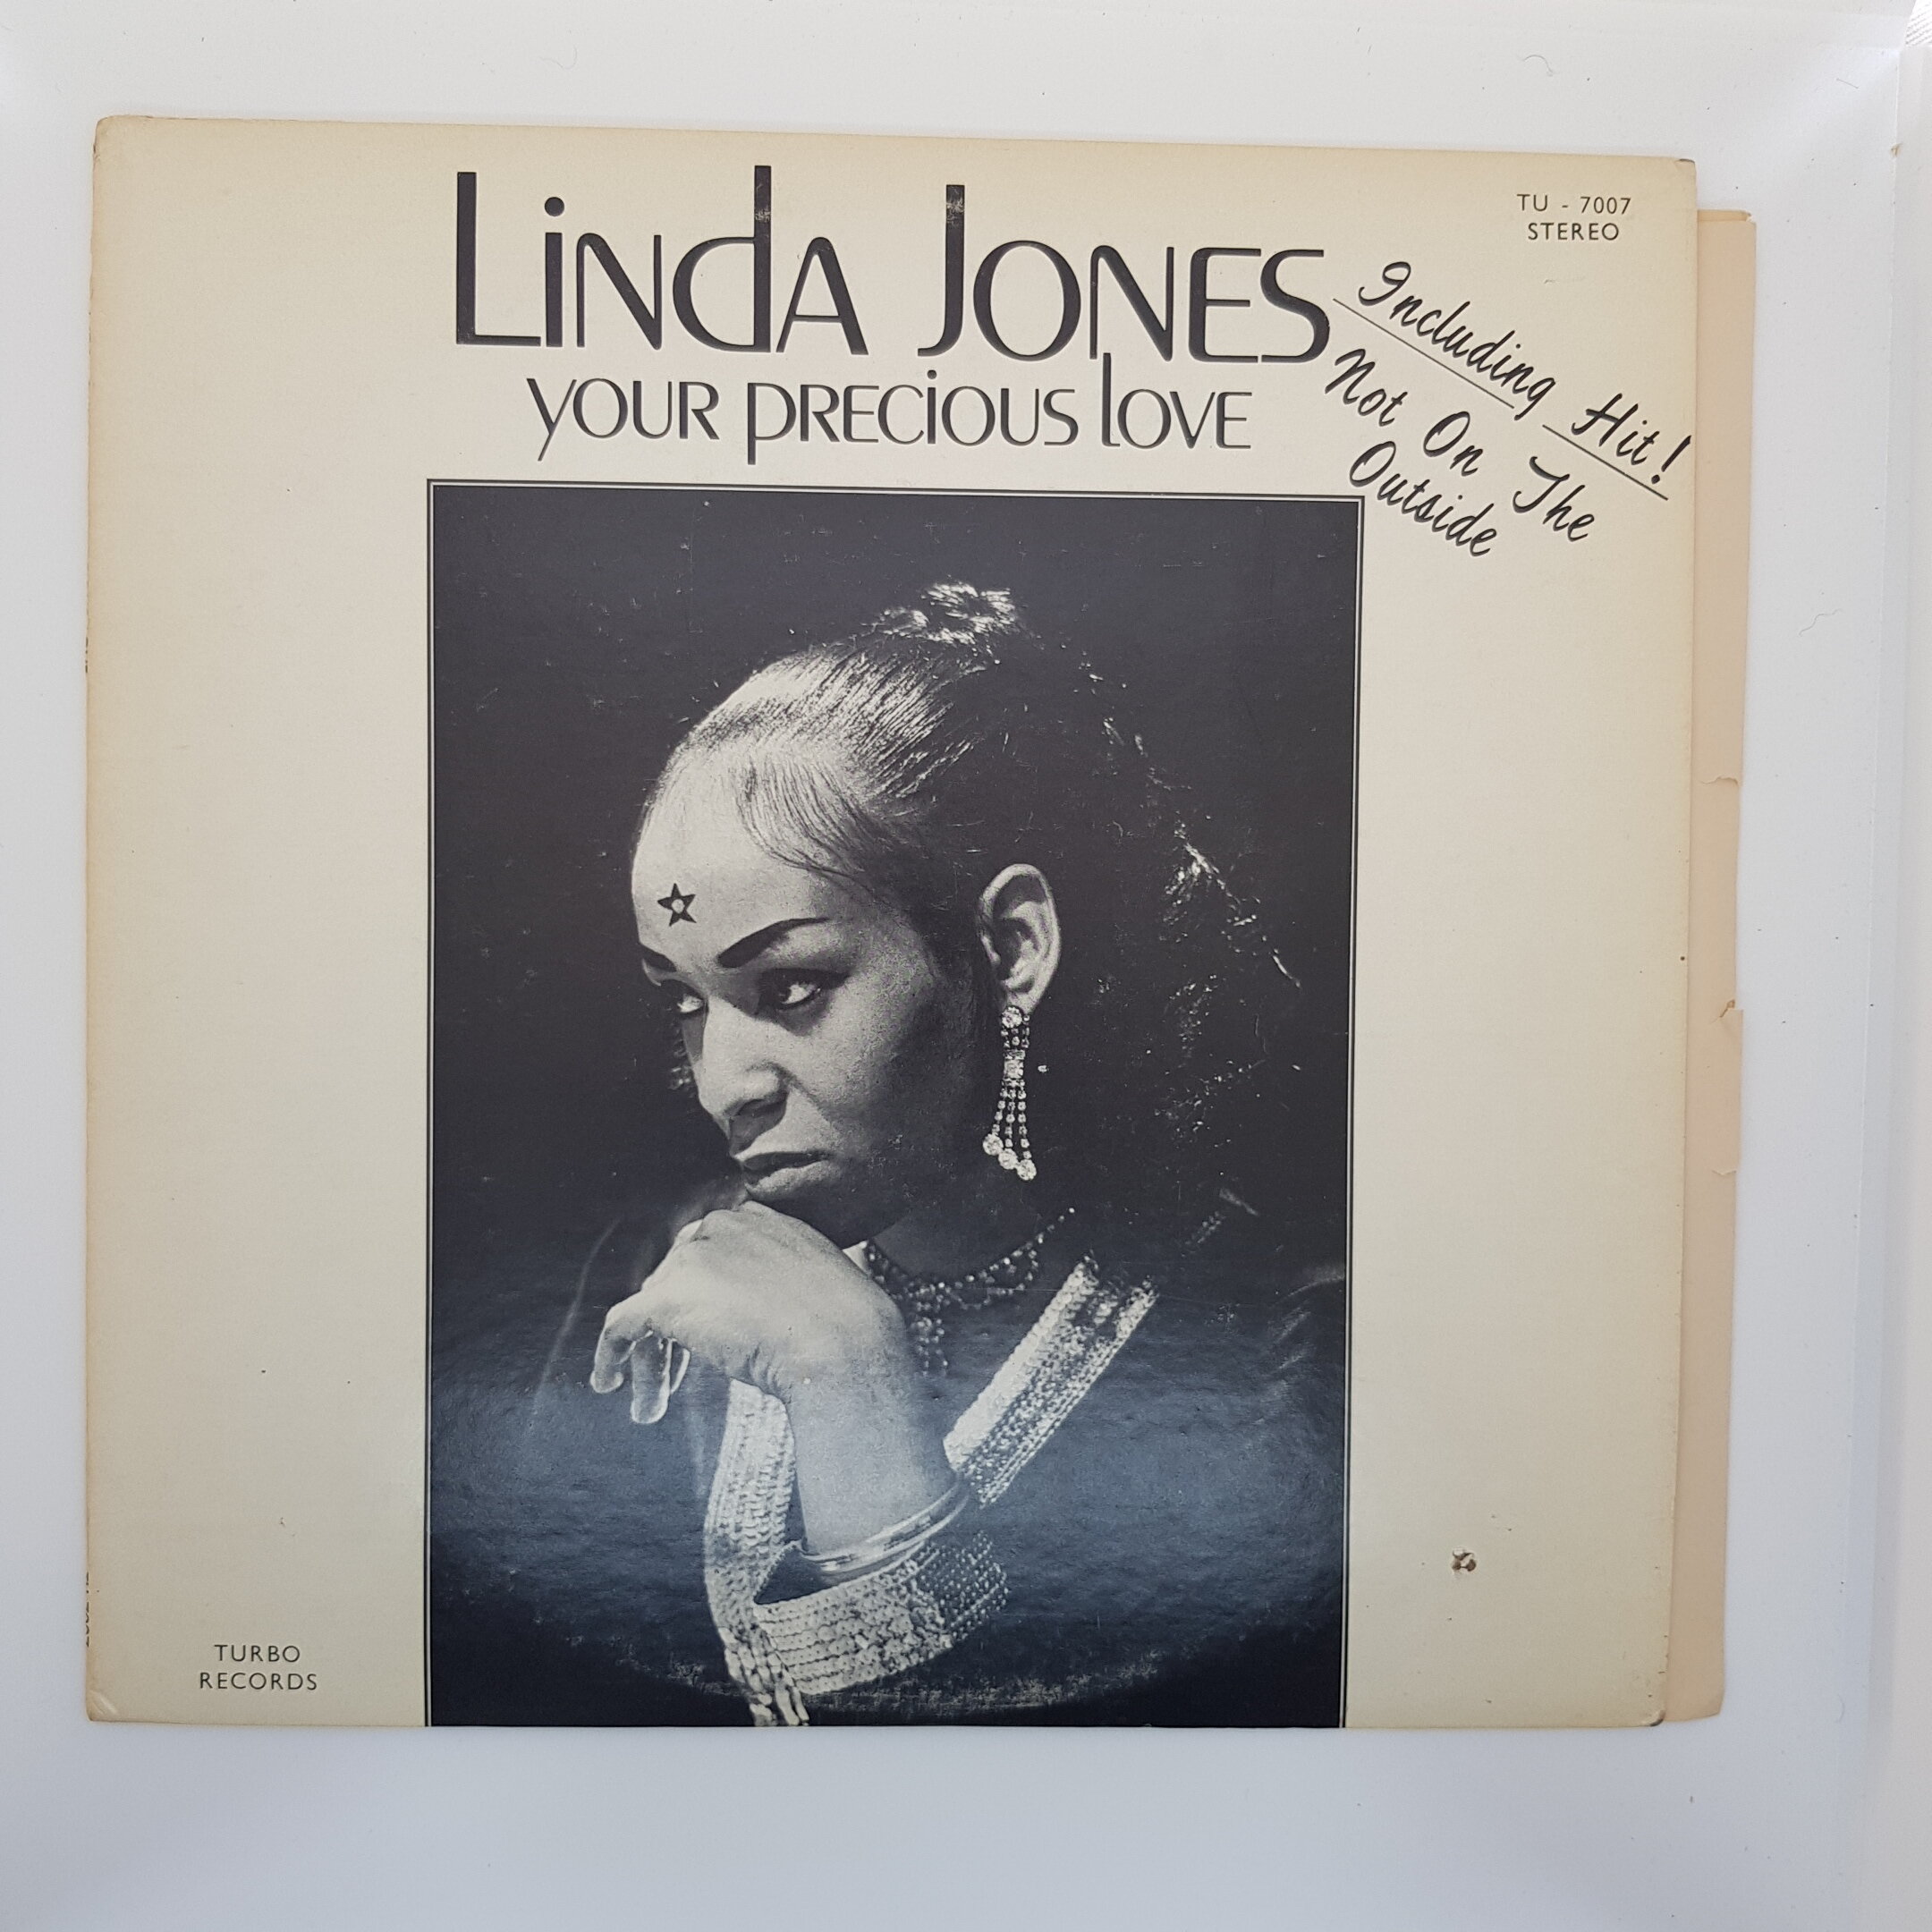 LINDA JONES
YOUR PRECIOUS LOVE
TU - 7007
STEREO
Including Hit!
Not On The
Outside
TURBO
RECORDS